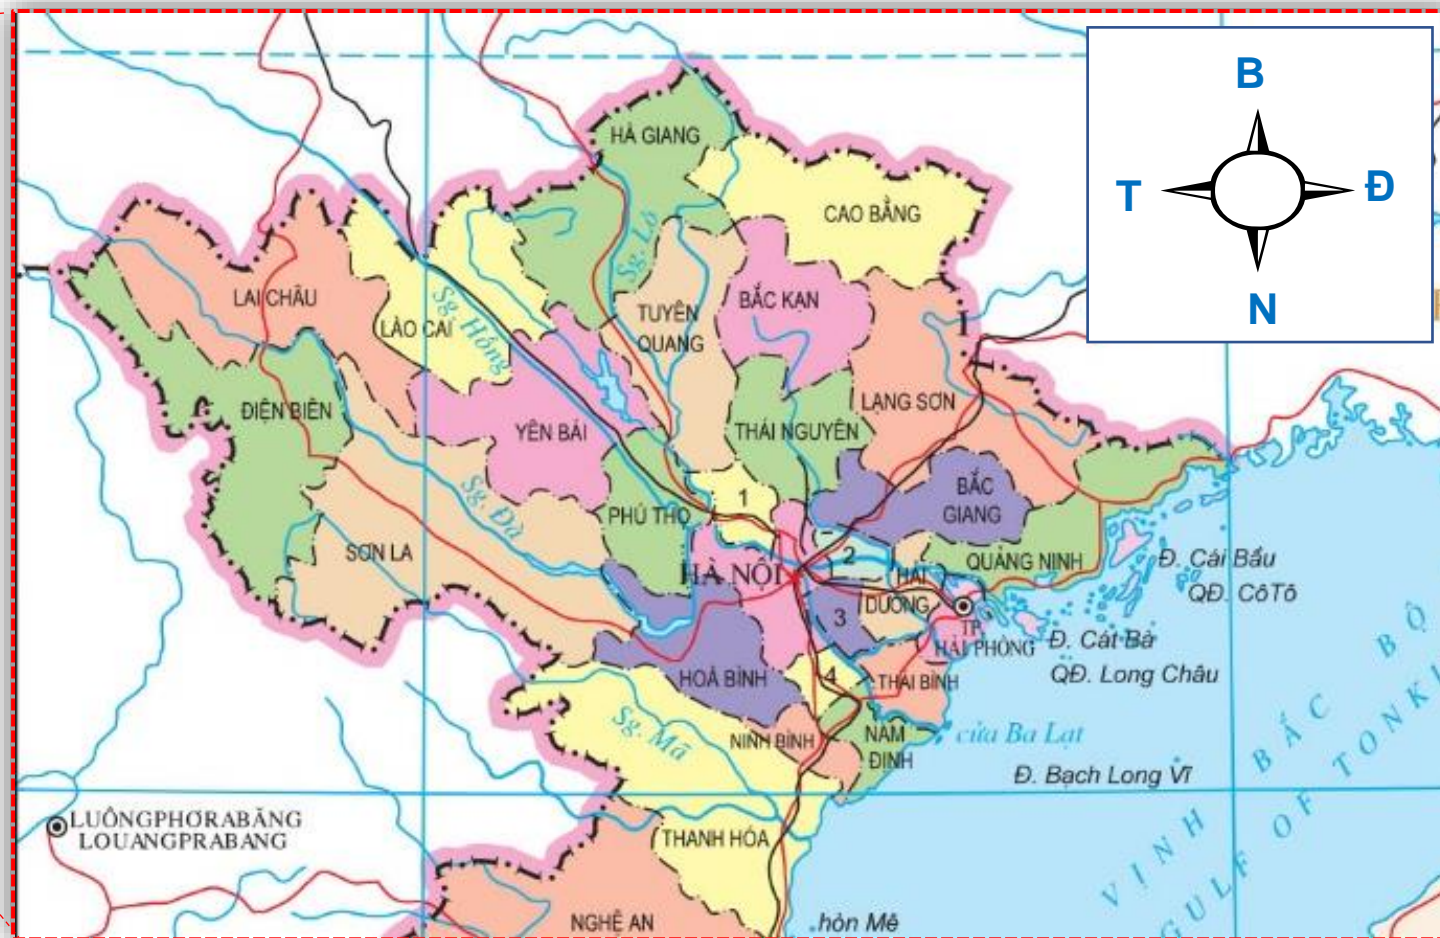 B
T
Đ
N
HÀ GIANG
CAO BẰNG
Sg. Lô
LAI CHÂU
LÀO CAI
Sg. Hồng
TUYÊN
QUANG
BẮC KẠN
ĐIỆN BIÊN
YÊN BÁI
THÁI NGUYÊN
LẠNG SƠN
Sg. Đà
PHÚ THỌ
1
BẮC
GIANG
SƠN LA
HÀ NỘI
2
HẢI
DƯƠNG
QUẢNG NINH
Đ. Cái Bầu
QĐ. CôTô
3
TP.
HẢI PHÒNG
Đ. Cát Bà
QĐ. Long Châu
HOÀ BÌNH
4
THÁI BÌNH
Sg. Mã
NINH BÌNH
NAM
ĐỊNH
cửa Ba Lạt
Đ. Bạch Long Vĩ
VỊNH BẮC BỘ
GULF OF TONKI
LUÔNGPHƠRABĂNG
LOUANGPRABANG
THANH HÓA
NGHỆ AN
hòn Mê